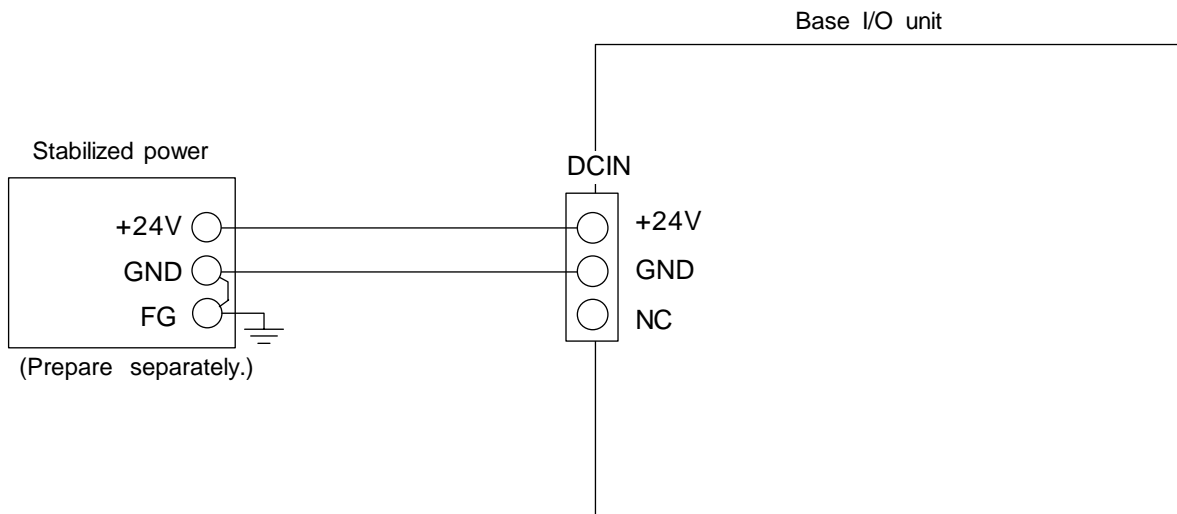 Base I/O unit
Stabilized power
DCIN
+24V
+24V
GND
GND
FG
NC
(Prepare separately.)